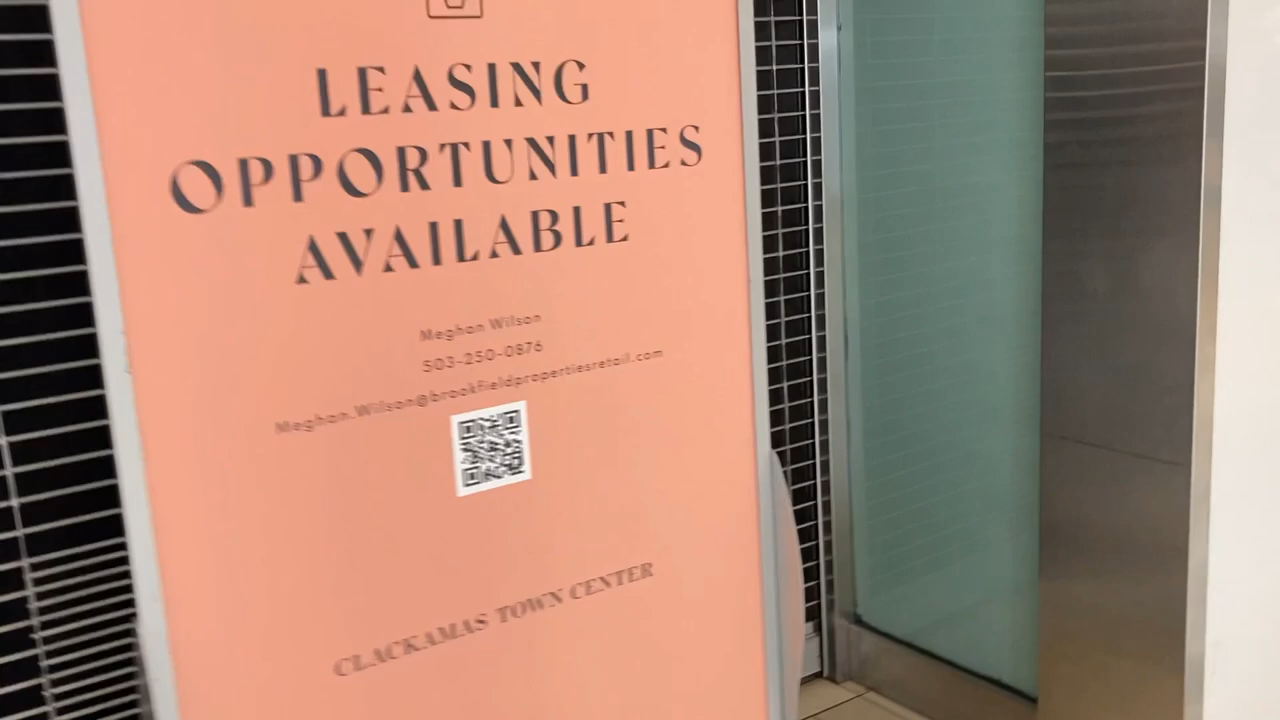 LEASING
OPPORTUNITIES
AVAILABLE
Meghan Wilson
503-250-0876
Meghan.Wilson@brookfieldpropertiesretail.com
CLACKAMAS TOWN CENTER